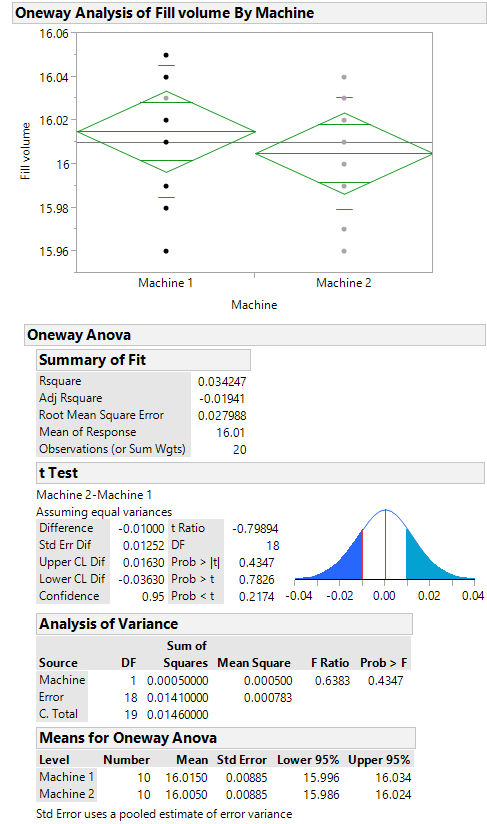 Oneway Analysis of Fill volume By Machine
16.06
16.04
16.02
16
15.98
15.96
Fill volume
Machine 1 Machine 2
Machine
Oneway Anova
Summary of Fit
Rsquare 0.034247
Adj Rsquare -0.01941
Root Mean Square Error 0.027988
Mean of Response 16.01
Observations (or Sum Wgts) 20
t Test
Machine 2-Machine 1
Assuming equal variances
Difference -0.01000 t Ratio -0.79894
Std Err Dif 0.01252 DF 18
Upper CL Dif 0.01630 Prob > |t| 0.4347
Lower CL Dif -0.03630 Prob > t 0.7826
Confidence 0.95 Prob < t 0.2174
-0.04 -0.02 0.00 0.02 0.04
Analysis of Variance
Sum of
Source DF Squares Mean Square F Ratio Prob > F
Machine 1 0.00050000 0.000500 0.6383 0.4347
Error 18 0.01410000 0.000783
C. Total 19 0.01460000
Means for Oneway Anova
Level Number Mean Std Error Lower 95% Upper 95%
Machine 1 10 16.0150 0.00885 15.996 16.034
Machine 2 10 16.0050 0.00885 15.986 16.024
Std Error uses a pooled estimate of error variance